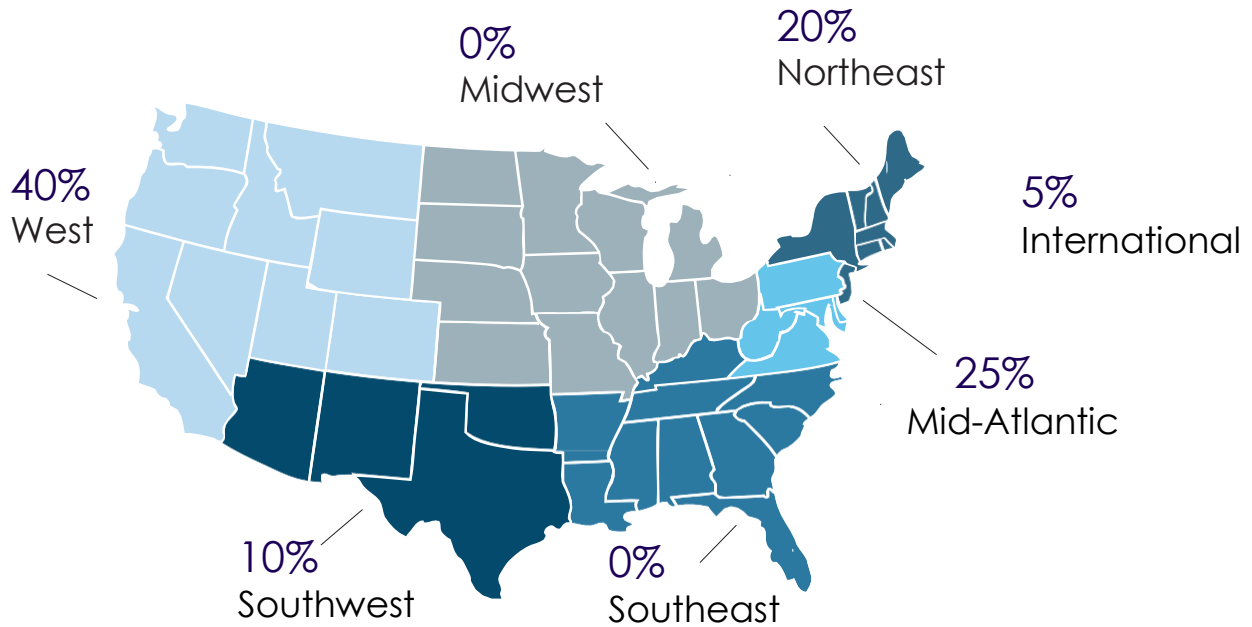 0%
Midwest
20%
Northeast
40%
West
5%
International
25%
Mid-Atlantic
10%
Southwest
0%
Southeast